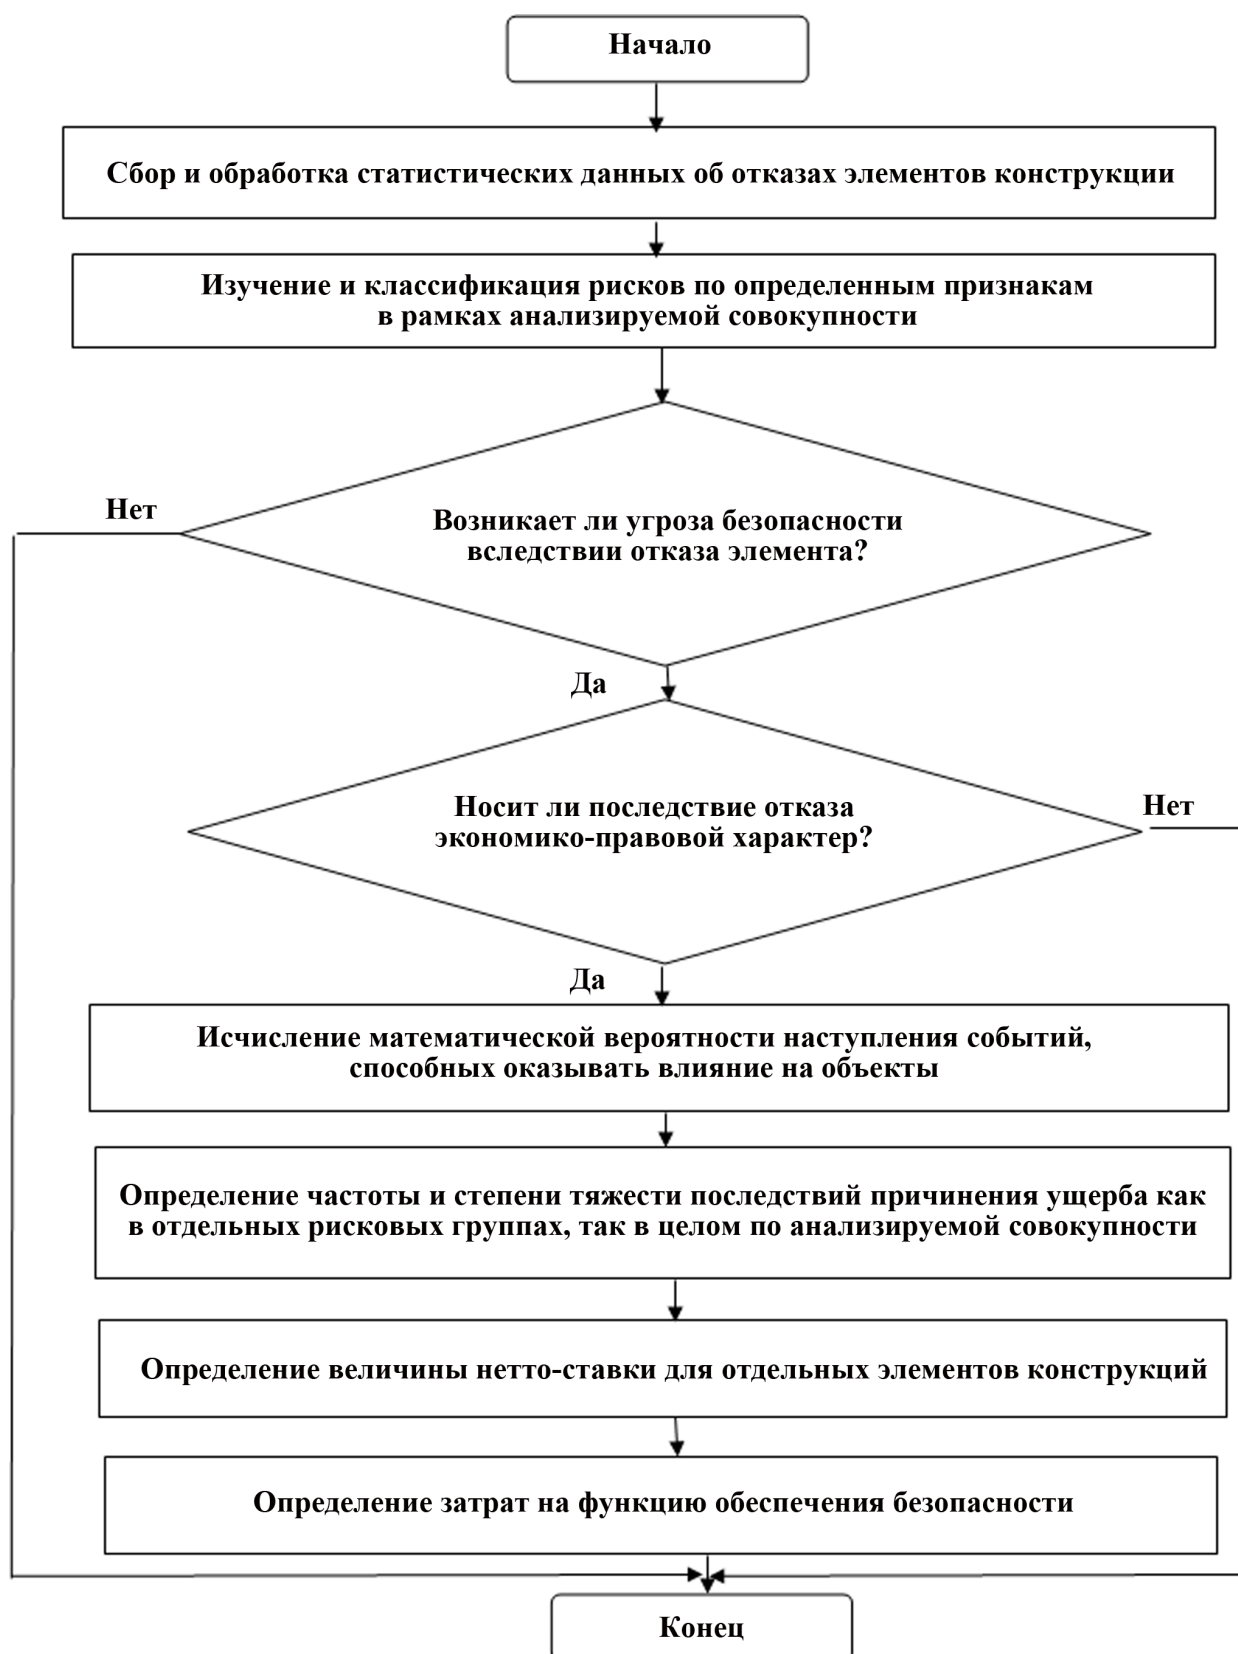 Начало
Сбор и обработка статистических данных об отказах элементов конструкции
Изучение и классификация рисков по определенным признакам
в рамках анализируемой совокупности
Нет
Возникает ли угроза безопасности
вследствии отказа элемента?
Да
Носит ли последствие отказа
экономико-правовой характер?
Нет
Да
Исчисление математической вероятности наступления событий,
способных оказывать влияние на объекты
Определение частоты и степени тяжести последствий причинения ущерба как
в отдельных рисковых группах, так в целом по анализируемой совокупности
Определение величины нетто-ставки для отдельных элементов конструкций
Определение затрат на функцию обеспечения безопасности
Конец